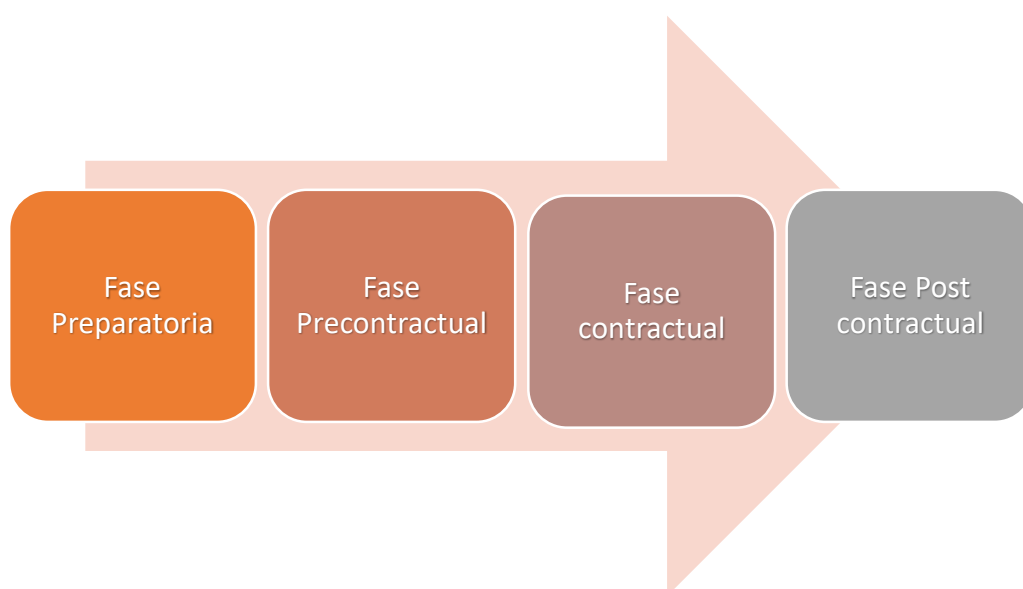 Fase
Preparatoria
Fase
Precontractual
Fase
contractual
Fase Post
contractual